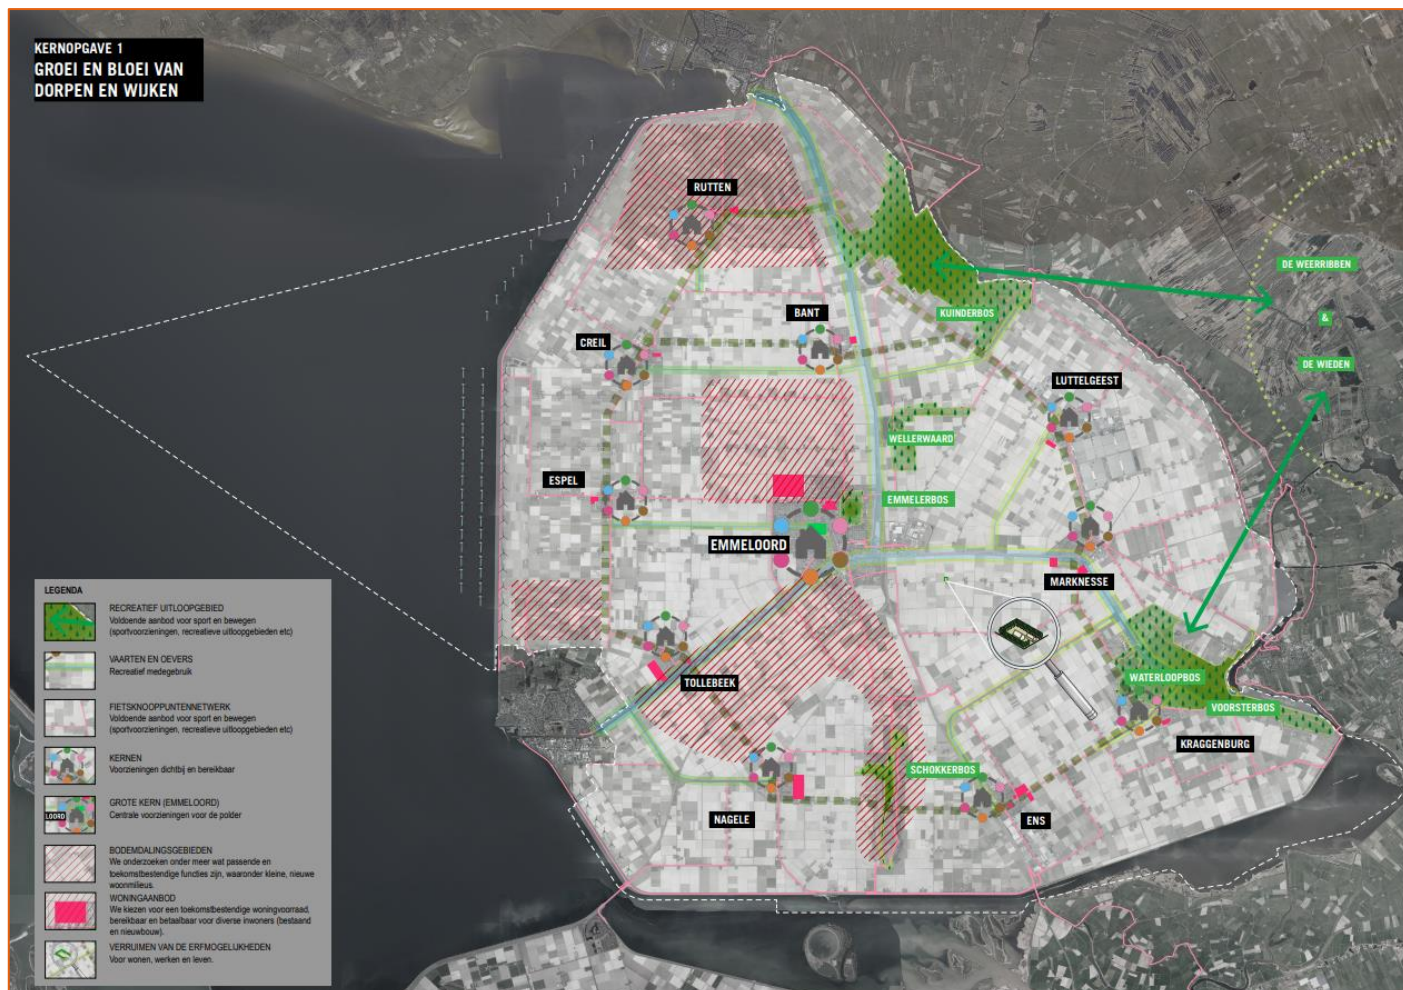 KERNOPGAVE 1
GROEI EN BLOEI VAN
DORPEN EN WIJKEN
RUTTEN
DE WEERRIBBEN
&
DE WIEDEN
KUINDERBOS
BANT
CREIL
LUTTELGEEST
WELLERWAARD
ESPEL
EMMELERBOS
EMMELOORD
MARKNESSE
TOLLEBEEK
WATERLOOPBOS
VOORSTERBOS
KRAGGENBURG
SCHOKKERBOS
NAGELE
ENS
LEGENDA
RECREATIEF UITLOOPGEBIED
Voldoende aanbod voor sport en bewegen
(sportvoorzieningen, recreatieve uitloopgebieden etc)
VAARTEN EN OEVERS
Recreatief medegebruik
FIETSKNOOPPUNTENNETWERK
Voldoende aanbod voor sport en bewegen
(sportvoorzieningen, recreatieve uitloopgebieden etc)
KERNEN
Voorzieningen dichtbij en bereikbaar
LOORD
GROTE KERN (EMMELOORD)
Centrale voorzieningen voor de polder
BODEMDALINGSGEBIEDEN
We onderzoeken onder meer wat passende en
toekomstbestendige functies zijn, waaronder kleine, nieuwe
woonmilieus.
WONINGAANBOD
We kiezen voor een toekomstbestendige woningvoorraad,
bereikbaar en betaalbaar voor diverse inwoners (bestaand
en nieuwbouw).
VERRUIMEN VAN DE ERFMOGELIJKHEDEN
Voor wonen, werken en leven.